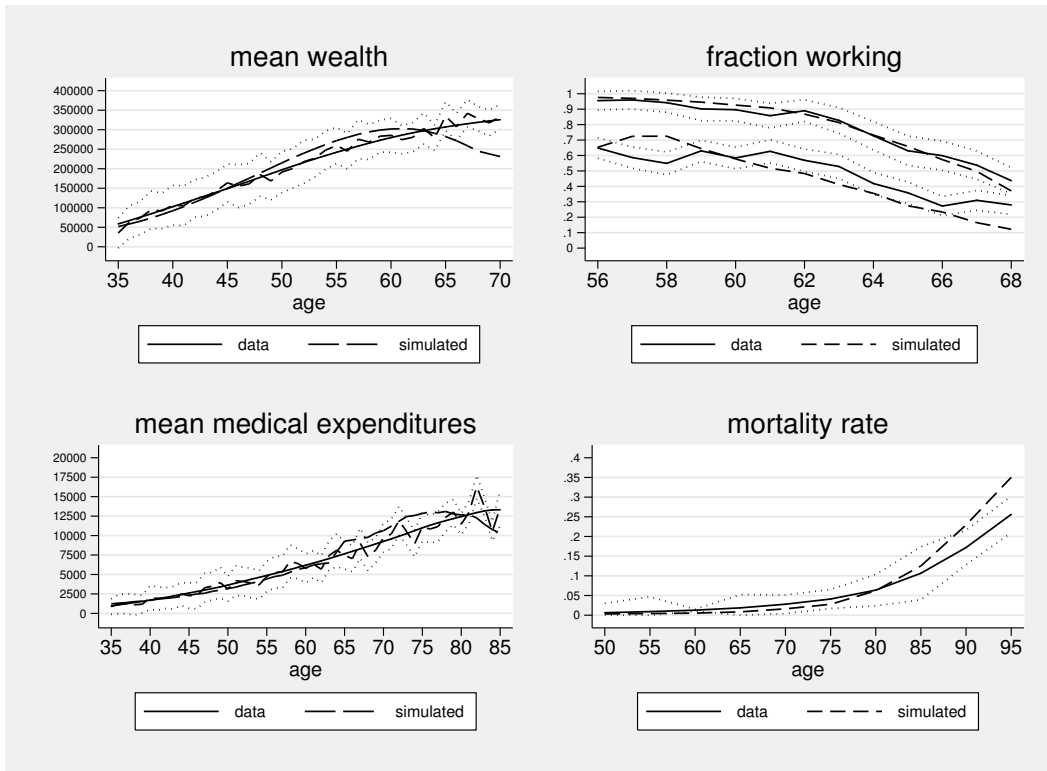 mean wealth
400000
350000
300000
250000
200000
150000
100000
50000
0
35 40 45 50 55 60 65 70
age
data simulated
fraction working
1
.9
.8
.7
.6
.5
.4
.3
.2
.1
0
56 58 60 62 64 66 68
age
data simulated
mean medical expenditures
20000
17500
15000
12500
10000
7500
5000
2500
0
35 40 45 50 55 60 65 70 75 80 85
age
data simulated
mortality rate
.4
.35
.3
.25
.2
.15
.1
.05
0
50 55 60 65 70 75 80 85 90 95
age
data simulated